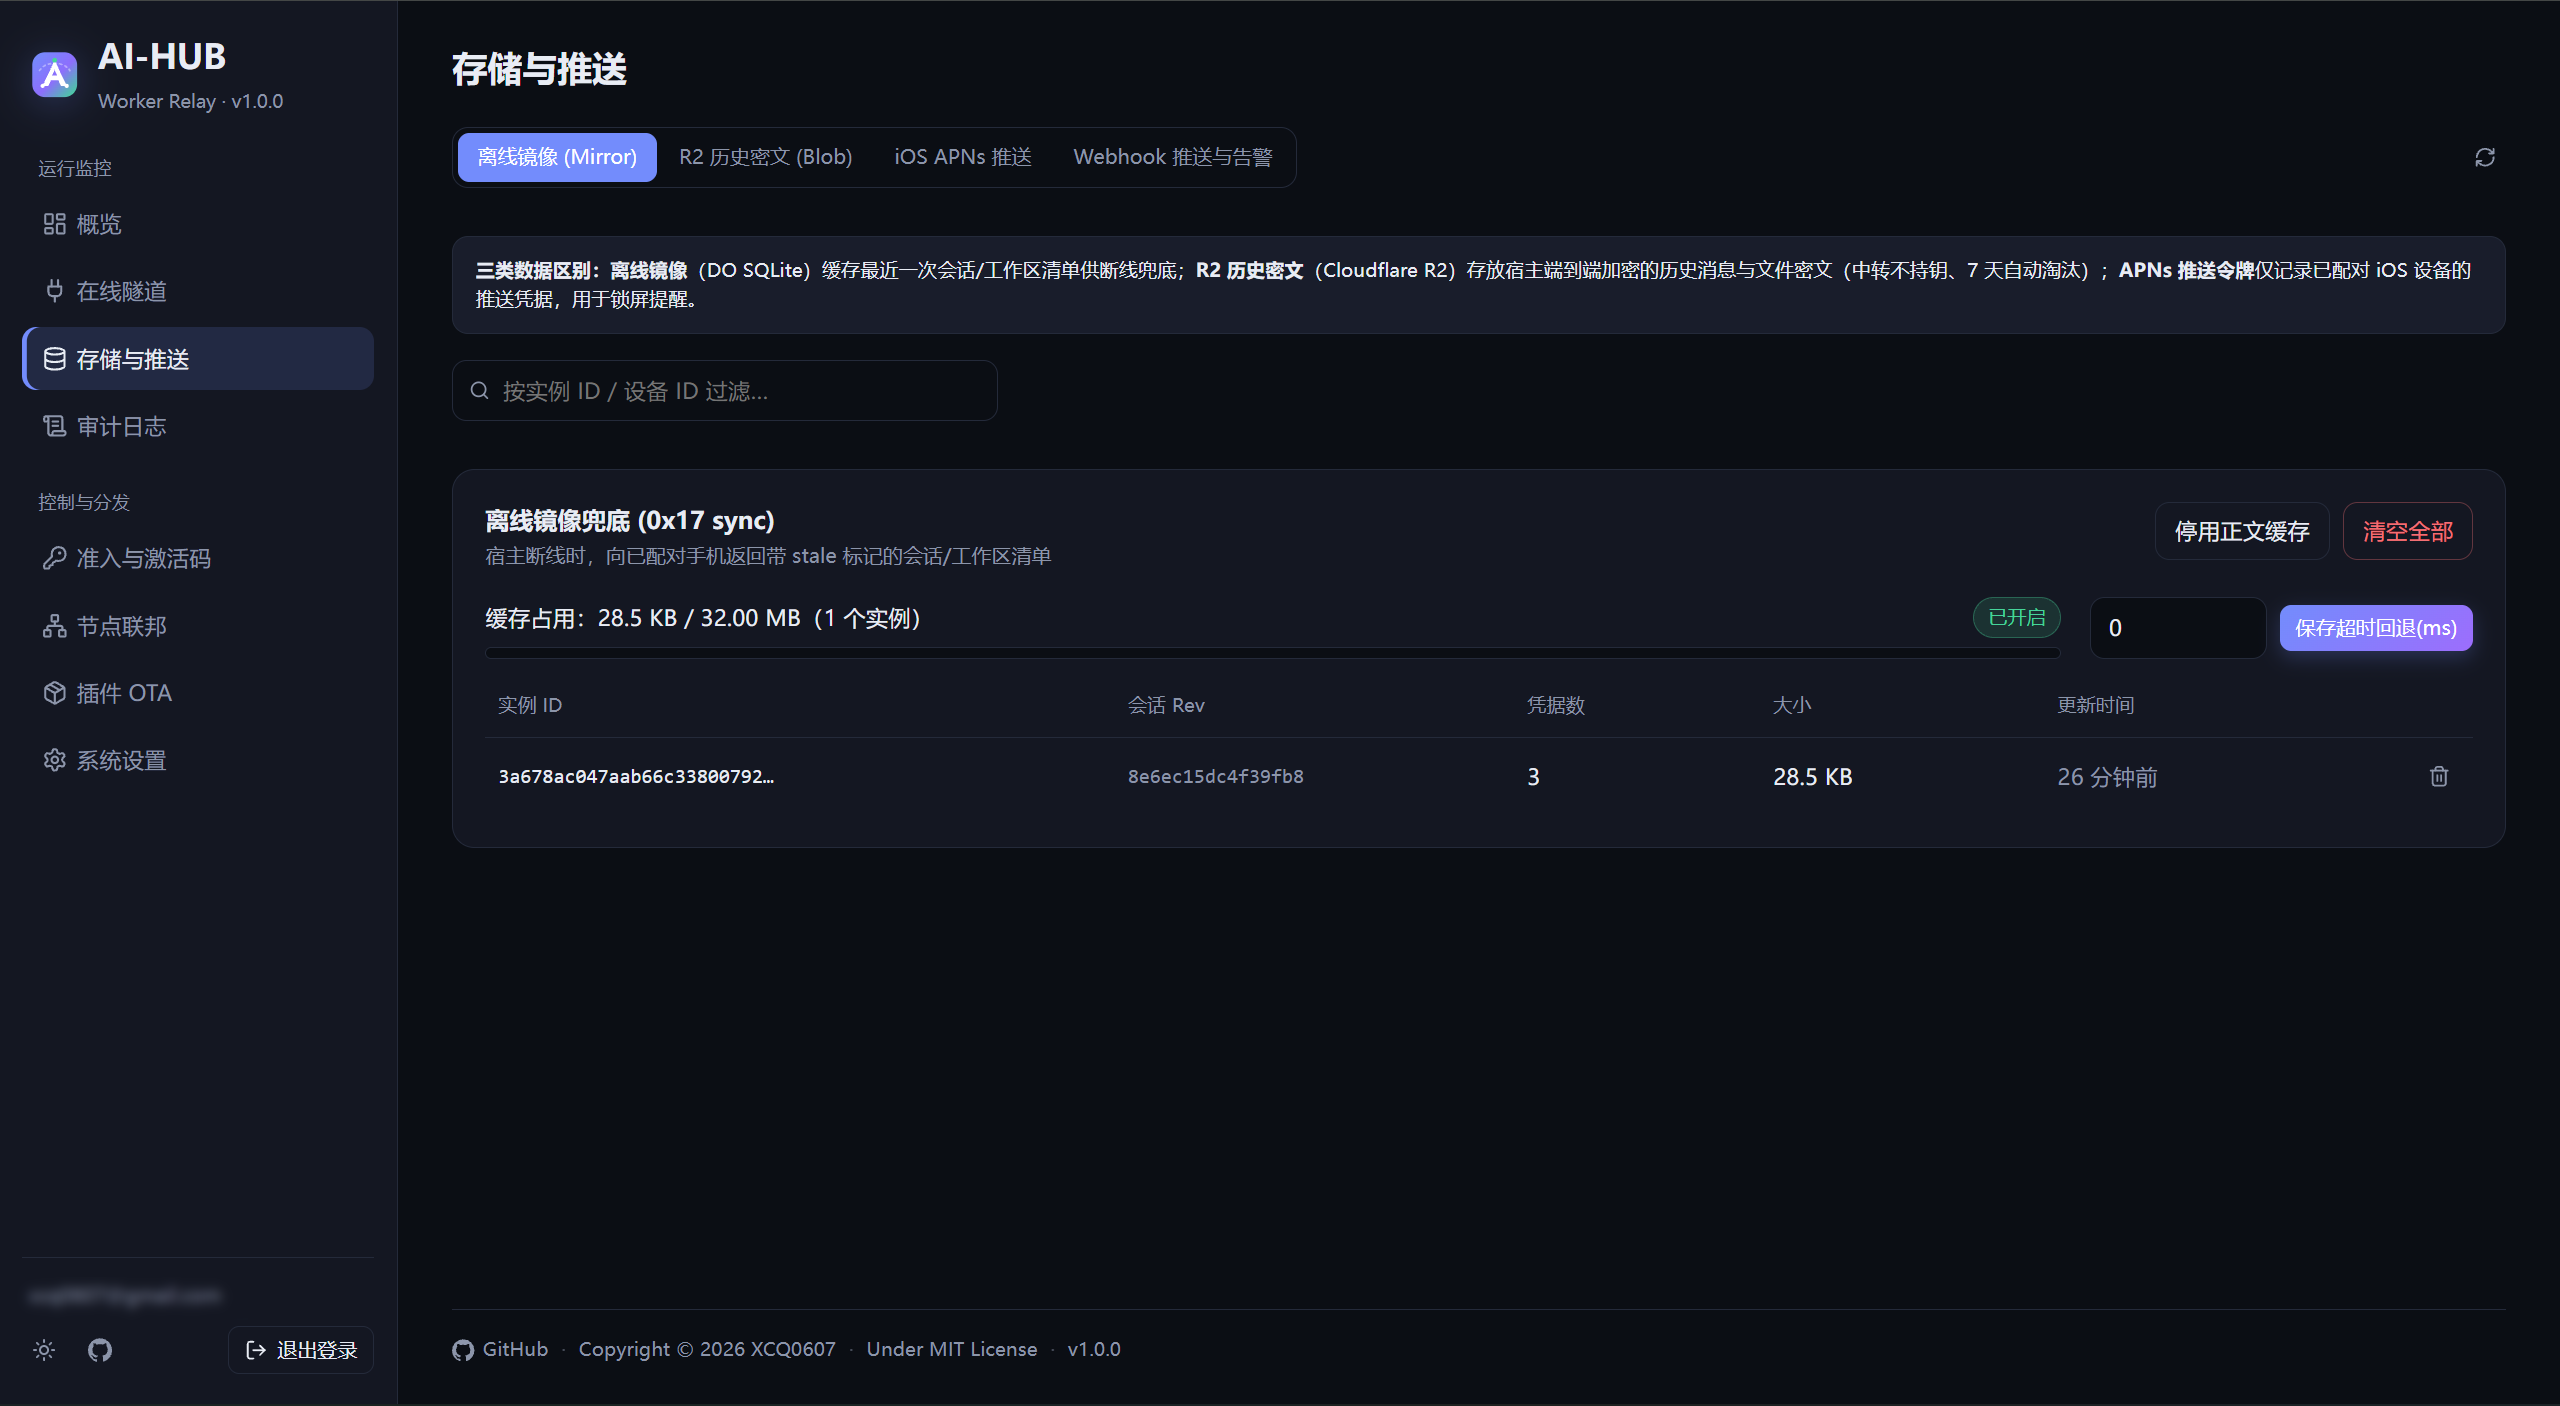 AI-HUB
Worker Relay · v1.0.0
运行监控
概览
在线隧道
存储与推送
审计日志
控制与分发
准入与激活码
节点联邦
插件 OTA
系统设置
退出登录
存储与推送
离线镜像 (Mirror)
R2 历史密文 (Blob)
iOS APNs 推送
Webhook 推送与告警
三类数据区别：离线镜像（DO SQLite）缓存最近一次会话/工作区清单供断线兜底；R2 历史密文（Cloudflare R2）存放宿主端到端加密的历史消息与文件密文（中转不持钥、7 天自动淘汰）；APNs 推送令牌仅记录已配对 iOS 设备的
推送凭据，用于锁屏提醒。
按实例 ID / 设备 ID 过滤...
离线镜像兜底 (0x17 sync)
宿主断线时，向已配对手机返回带 stale 标记的会话/工作区清单
停用正文缓存
清空全部
缓存占用：28.5 KB / 32.00 MB（1 个实例）
已开启
0
保存超时回退(ms)
实例 ID
会话 Rev
凭据数
大小
更新时间
3a678ac047aab66c33800792…
8e6ec15dc4f39fb8
3
28.5 KB
26 分钟前
GitHub · Copyright © 2026 XCQ0607 · Under MIT License · v1.0.0